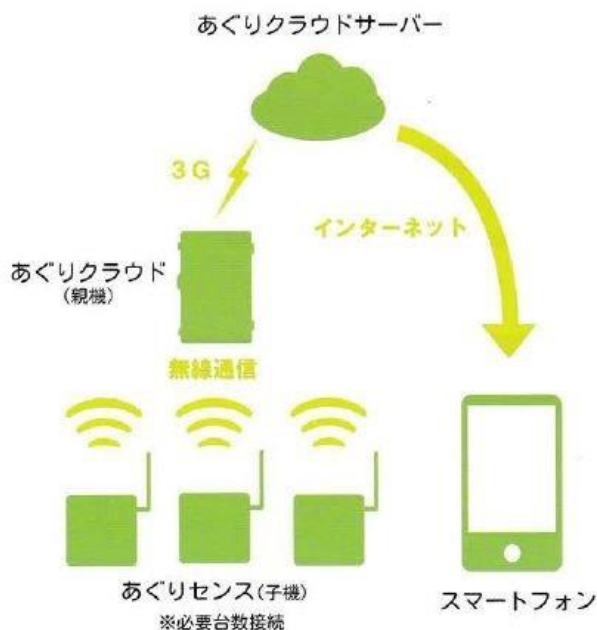 あぐりクラウドサーバー
3G
インターネット
あぐりクラウド
(親機)
無線通信
あぐりセンス(子機)
※必要台数接続
スマートフォン